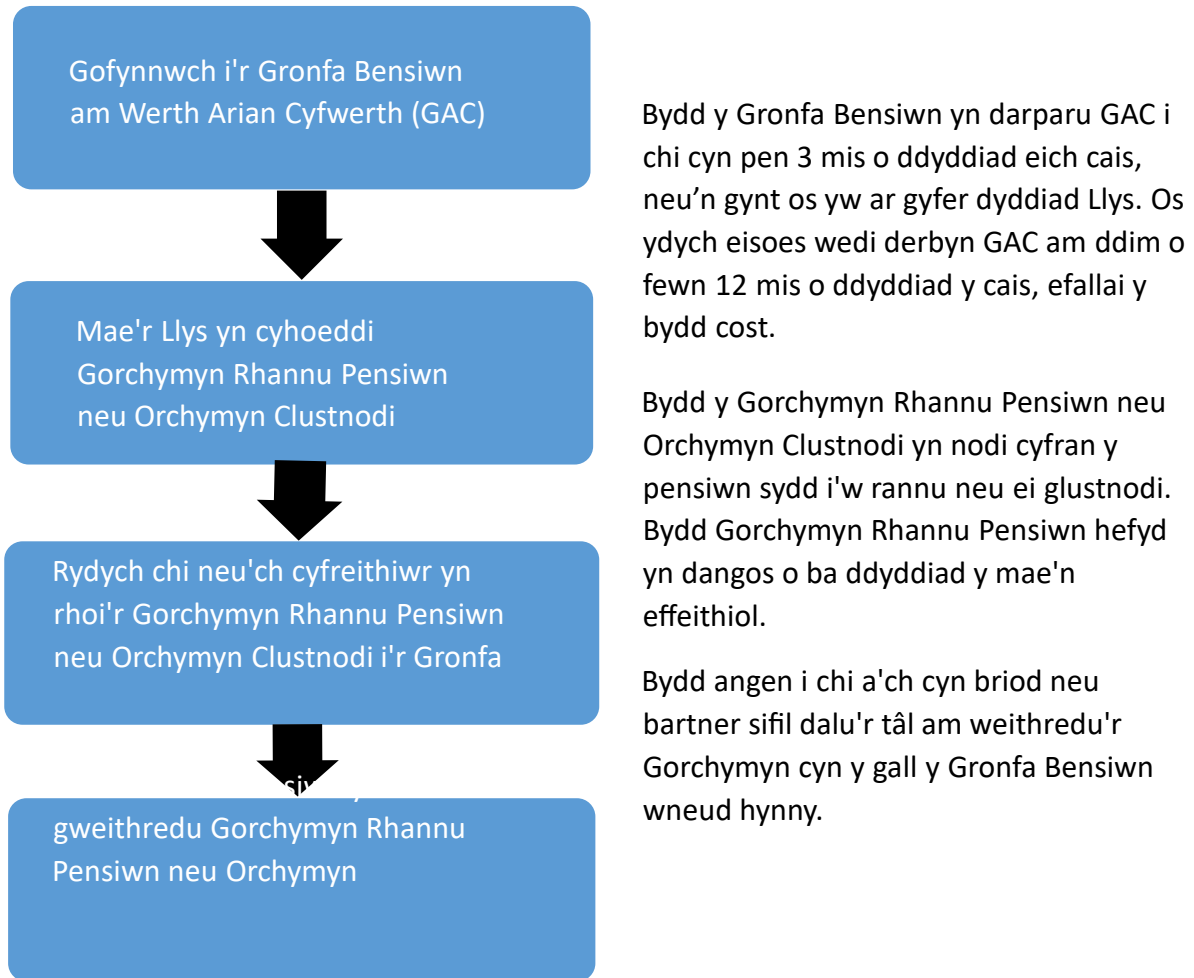 Gofynnwch i'r Gronfa Bensiwn
am Werth Arian Cyfwerth (GAC)
Bydd y Gronfa Bensiwn yn darparu GAC i
chi cyn pen 3 mis o ddyddiad eich cais,
neu’n gynt os yw ar gyfer dyddiad Llys. Os
ydych eisoes wedi derbyn GAC am ddim o
fewn 12 mis o ddyddiad y cais, efallai y
bydd cost.
Mae'r Llys yn cyhoeddi
Gorchymyn Rhannu Pensiwn
neu Orchymyn Clustnodi
Bydd y Gorchymyn Rhannu Pensiwn neu
Orchymyn Clustnodi yn nodi cyfran y
pensiwn sydd i'w rannu neu ei glustnodi.
Bydd Gorchymyn Rhannu Pensiwn hefyd
yn dangos o ba ddyddiad y mae'n
effeithiol.
Rydych chi neu'ch cyfreithiwr yn
rhoi'r Gorchymyn Rhannu Pensiwn
neu Orchymyn Clustnodi i'r Gronfa
Bydd angen i chi a'ch cyn briod neu
bartner sifil dalu'r tâl am weithredu'r
Gorchymyn cyn y gall y Gronfa Bensiwn
wneud hynny.
gweithredu Gorchymyn Rhannu
Pensiwn neu Orchymyn